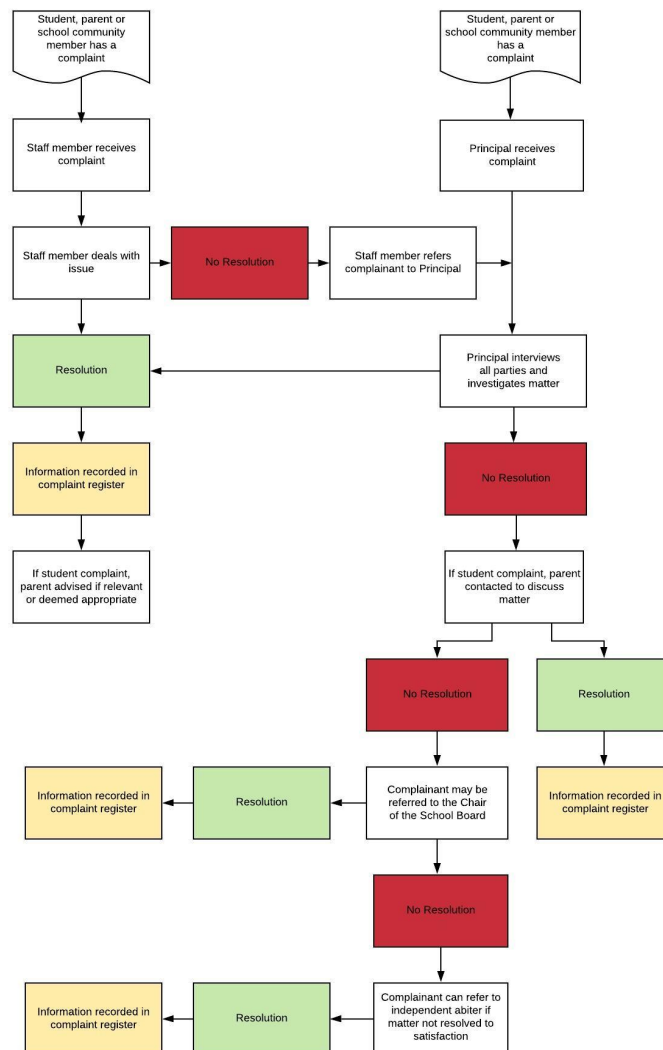 Student, parent or
school community
member has a
complaint
Student, parent or
school community member
has a
complaint
Staff member receives
complaint
Principal receives
complaint
Staff member deals with
issue
No Resolution
Staff member refers
complainant to Principal
Resolution
Principal interviews
all parties and
investigates matter
Information recorded in
complaint register
No Resolution
If student complaint,
parent advised if relevant
or deemed appropriate
If student complaint, parent
contacted to discuss
matter
No Resolution
Resolution
Information recorded in
complaint register
Resolution
Complainant may be
referred to the Chair
of the School Board
Information recorded in
complaint register
No Resolution
Information recorded in
complaint register
Resolution
Complainant can refer to
independent abiter if
matter not resolved to
satisfaction